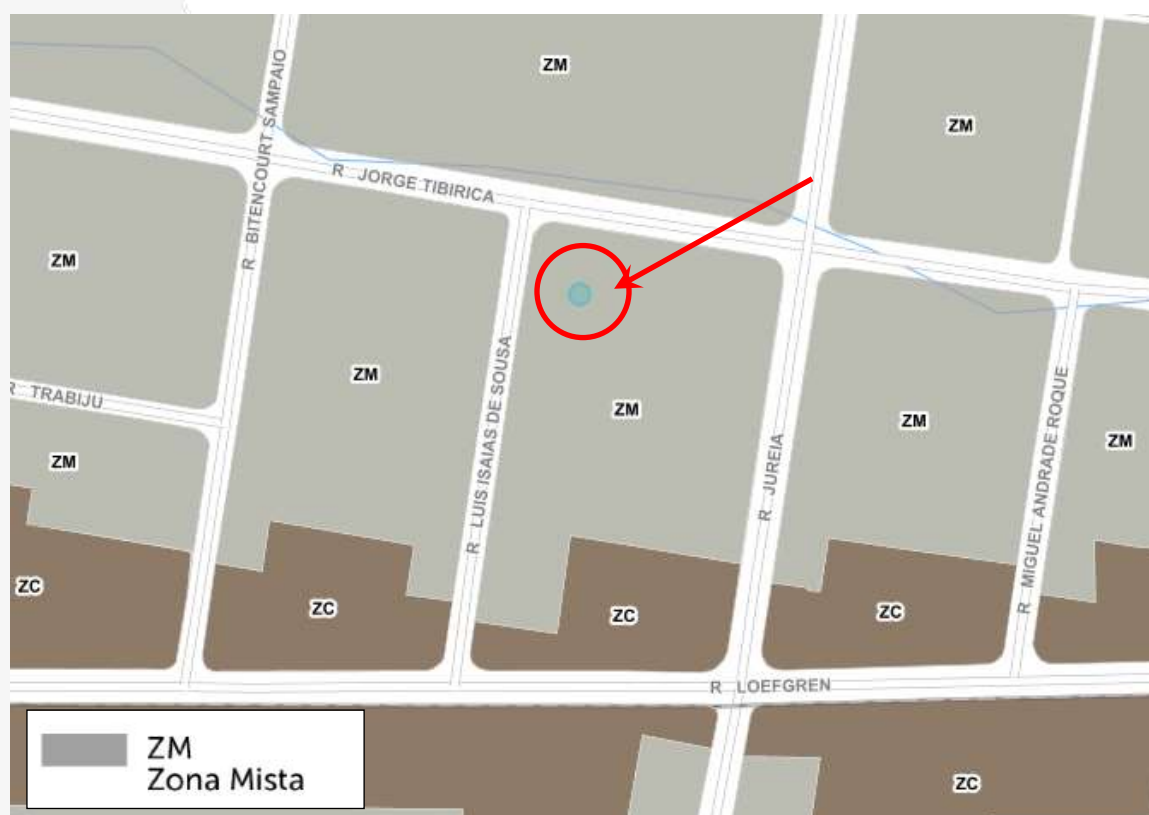 ZM
R BITENCOURT SAMPAIO
ZM
R JORGE TIBIRICA
ZM
ZM
R LUIS ISAIAS DE SOUSA
ZM
R JUREIA
ZM
R MIGUEL ANDRADE ROQUE
ZM
R TRABIJU
ZM
ZC
ZC
ZC
ZC
R LOEFGREN
ZM
Zona Mista
ZC